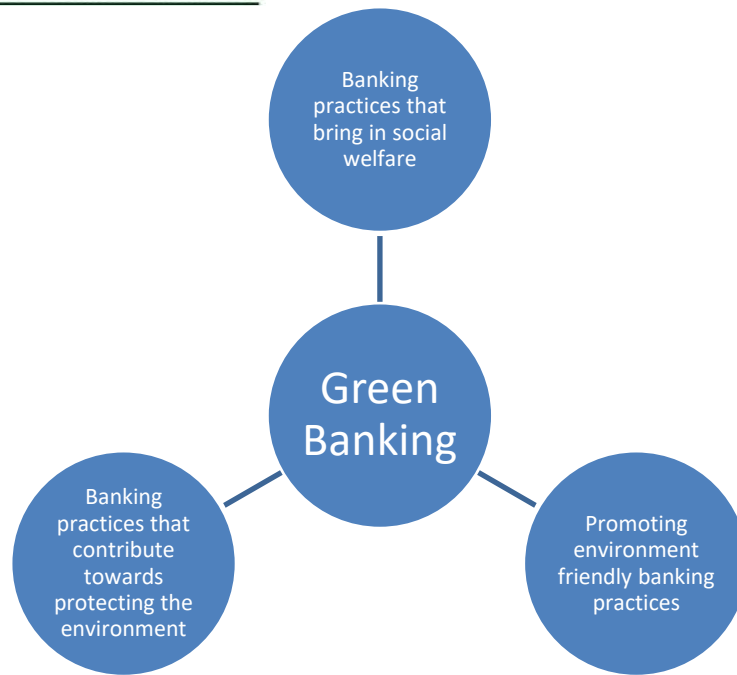 Banking
practices that
bring in social
welfare
Green
Banking
Banking
practices that
contribute
towards
protecting the
environment
Promoting
environment
friendly banking
practices